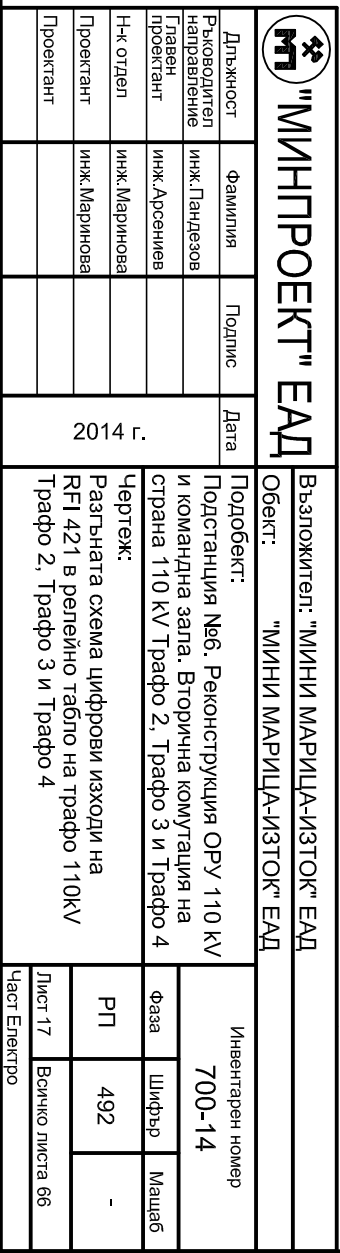 "МИНПРОЕКТ" ЕАД
Възложител: "МИНИ МАРИЦА-ИЗТОК" ЕАД
Обект: "МИНИ МАРИЦА-ИЗТОК" ЕАД
Длъжност Фамилия Подпис Дата
Ръководител
направление инж.Пандезов
Главен
проектант инж.Арсениев
Н-к отдел инж.Маринова
Проектант инж.Маринова
Проектант
2014 г.
Подобект:
Подстанция №6. Реконструкция ОРУ 110 kV
и командна зала. Вторична комутация на
страна 110 kV Трафо 2, Трафо 3 и Трафо 4
Чертеж:
Разгъната схема цифрови изходи на
RFI 421 в релейно табло на трафо 110kV
Трафо 2, Трафо 3 и Трафо 4
Инвентарен номер
700-14
Фаза Шифър Мащаб
РП 492 -
Лист 17 Всичко листа 66
Част Електро